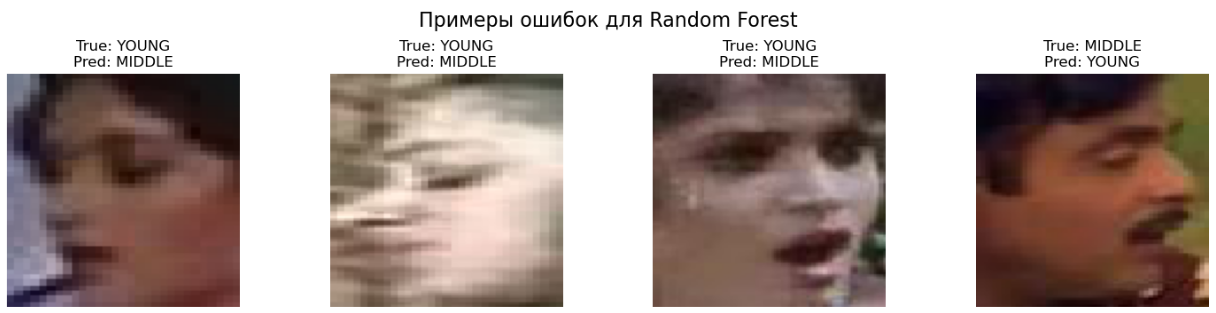 Примеры ошибок для Random Forest
True: YOUNG
Pred: MIDDLE
True: YOUNG
Pred: MIDDLE
True: YOUNG
Pred: MIDDLE
True: MIDDLE
Pred: YOUNG